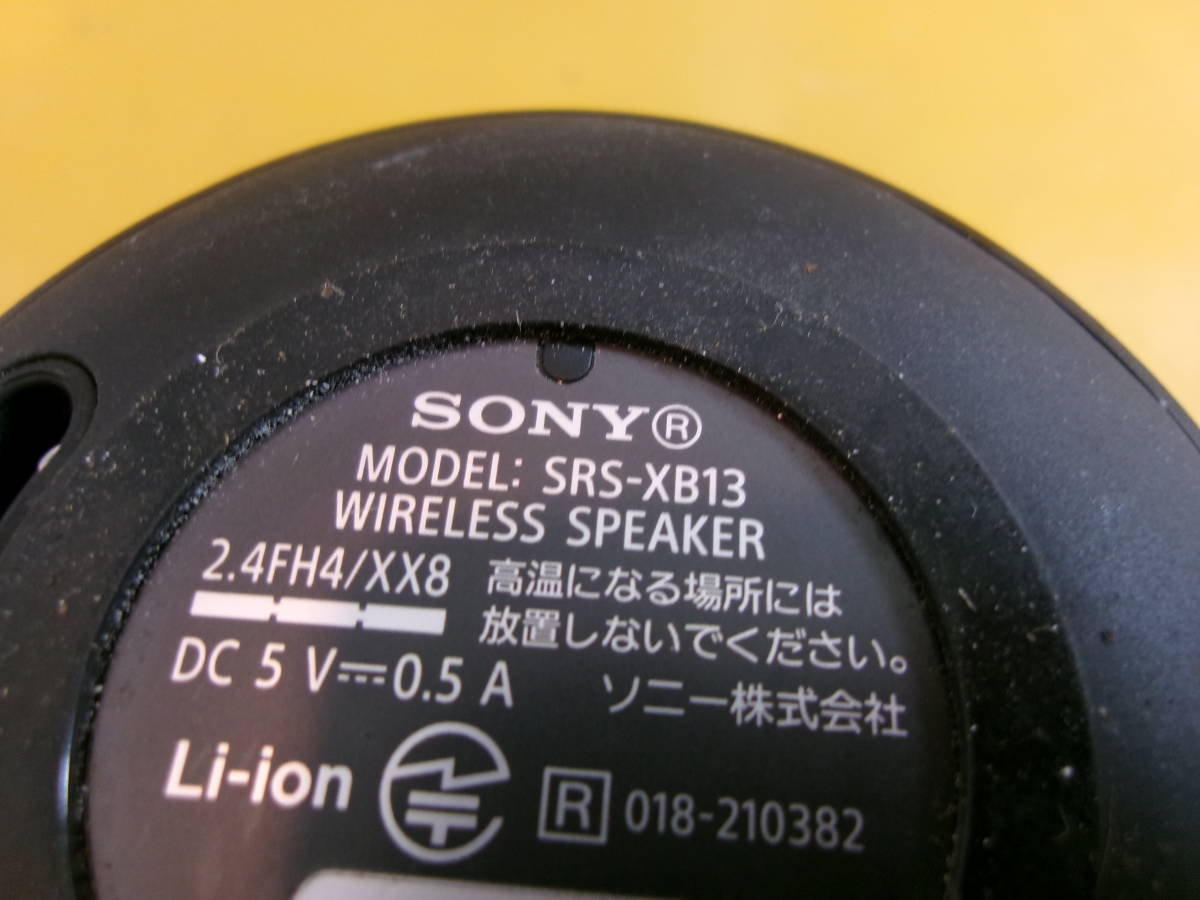 SONY®
MODEL: SRS-XB13
WIRELESS SPEAKER
2.4FH4/XX8
高温になる場所には
放置しないでください。
DC 5 V⎓0.5 A
ソニー株式会社
Li-ion
R 018-210382